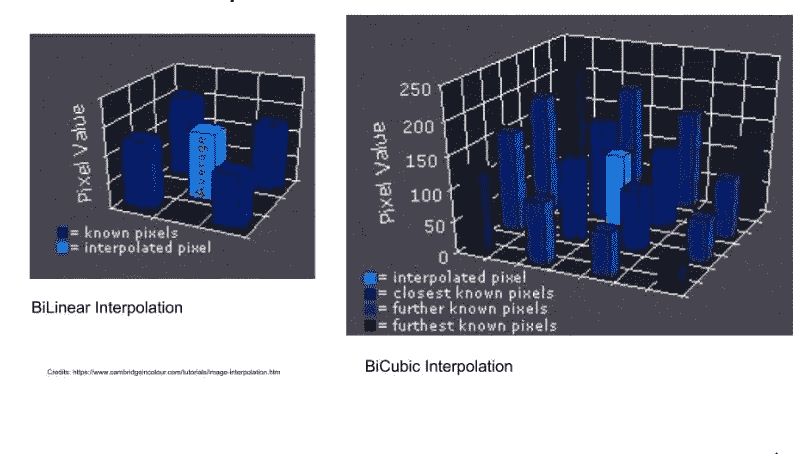 Pixel Value
Average
= known pixels
= interpolated pixel
BiLinear Interpolation
Credits: https://www.cambridgeincolour.com/tutorials/image-interpolation.htm
250
200
150
100
50
0
Pixel Value
= interpolated pixel
= closest known pixels
= further known pixels
= furthest known pixels
BiCubic Interpolation